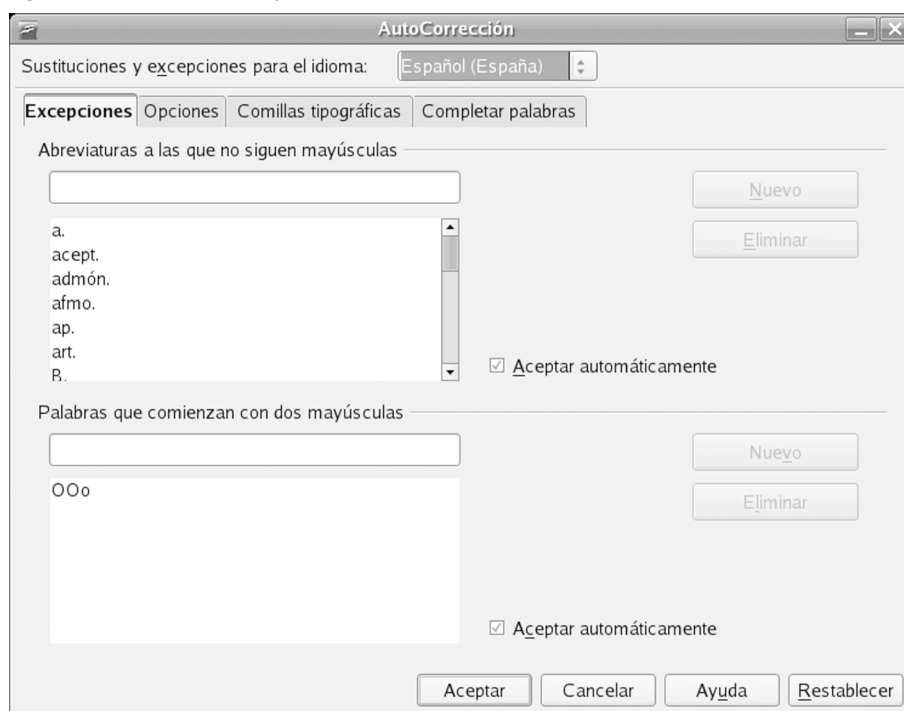 AutoCorrección
Sustituciones y excepciones para el idioma: Español (España)
Excepciones Opciones Comillas tipográficas Completar palabras
Abreviaturas a las que no siguen mayúsculas
Nuevo
a.
Eliminar
acept.
admón.
afmo.
ap.
art.
Aceptar automáticamente
B.
Palabras que comienzan con dos mayúsculas
Nuevo
OOo
Eliminar
Aceptar automáticamente
Aceptar Cancelar Ayuda Restablecer